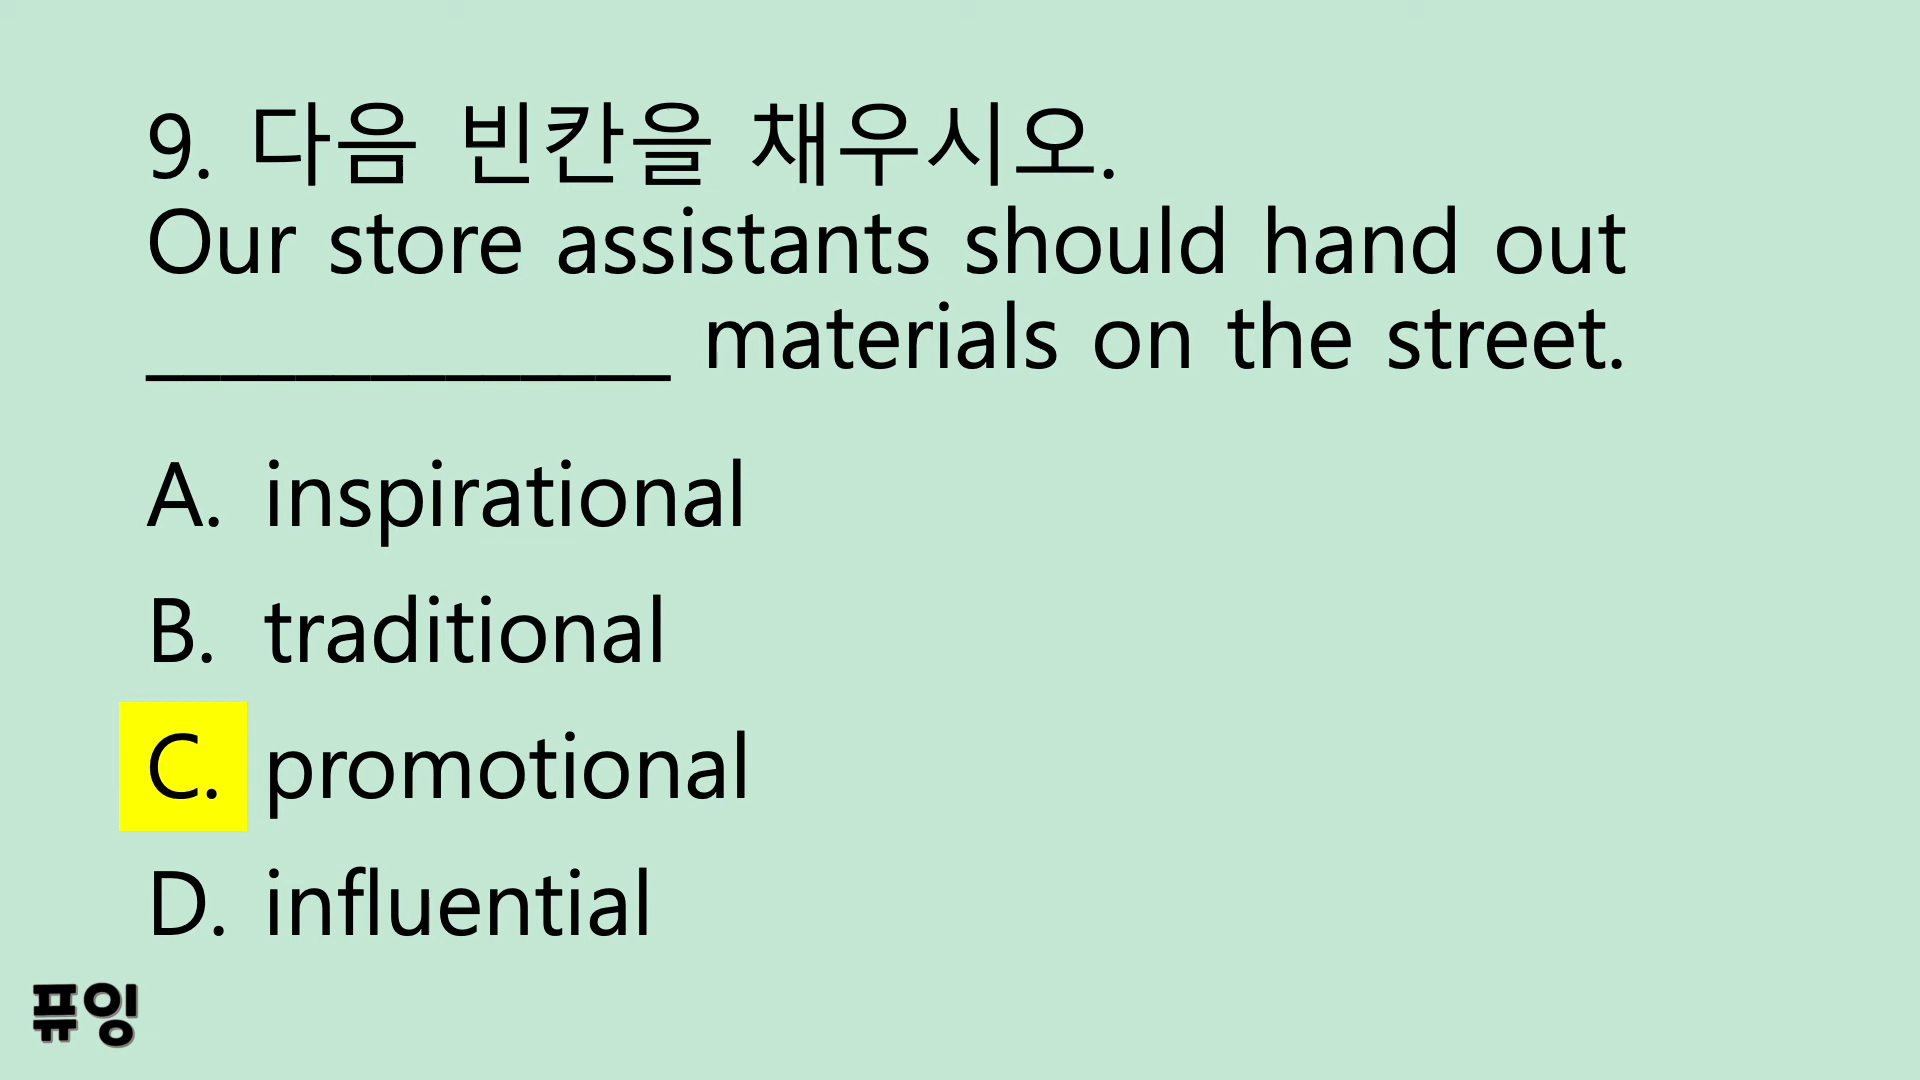 9. 다음 빈칸을 채우시오.
Our store assistants should hand out
______________ materials on the street.
A. inspirational
B. traditional
C. promotional
D. influential
퓨잉